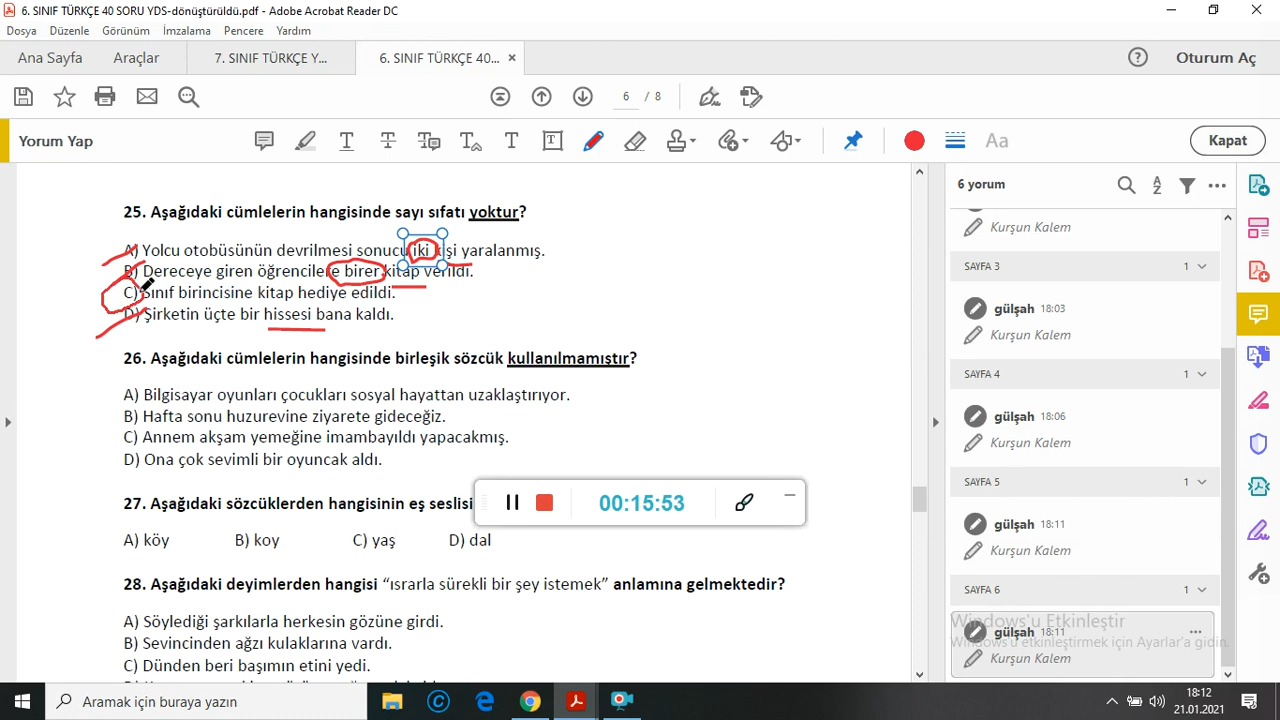 6. SINIF TÜRKÇE 40 SORU YDS-dönüştürüldü.pdf - Adobe Acrobat Reader DC
Dosya Düzenle Görünüm İmzalama Pencere Yardım
Ana Sayfa Araçlar 7. SINIF TÜRKÇE Y... 6. SINIF TÜRKÇE 40... × Oturum Aç
6 / 8
Yorum Yap Aa Kapat
25. Aşağıdaki cümlelerin hangisinde sayı sıfatı yoktur?
A) Yolcu otobüsünün devrilmesi sonucu iki kişi yaralanmış.
B) Dereceye giren öğrencilere birer kitap verildi.
C) Sınıf birincisine kitap hediye edildi.
D) Şirketin üçte bir hissesi bana kaldı.
26. Aşağıdaki cümlelerin hangisinde birleşik sözcük kullanılmamıştır?
A) Bilgisayar oyunları çocukları sosyal hayattan uzaklaştırıyor.
B) Hafta sonu huzurevine ziyarete gideceğiz.
C) Annem akşam yemeğine imambayıldı yapacakmış.
D) Ona çok sevimli bir oyuncak aldı.
27. Aşağıdaki sözcüklerden hangisinin eş seslisi
00:15:53
A) köy B) koy C) yaş D) dal
28. Aşağıdaki deyimlerden hangisi “ısrarla sürekli bir şey istemek” anlamına gelmektedir?
A) Söylediği şarkılarla herkesin gözüne girdi.
B) Sevincinden ağzı kulaklarına vardı.
C) Dünden beri başımın etini yedi.
6 yorum
Kurşun Kalem
SAYFA 3 1
gülşah 18:03
Kurşun Kalem
SAYFA 4 1
gülşah 18:06
Kurşun Kalem
SAYFA 5 1
gülşah 18:11
Kurşun Kalem
SAYFA 6 1
Windows'u Etkinleştir
gülşah 18:11
Windows'u etkinleştirmek için Ayarlar'a gidin.
Kurşun Kalem
Aramak için buraya yazın
18:12
21.01.2021